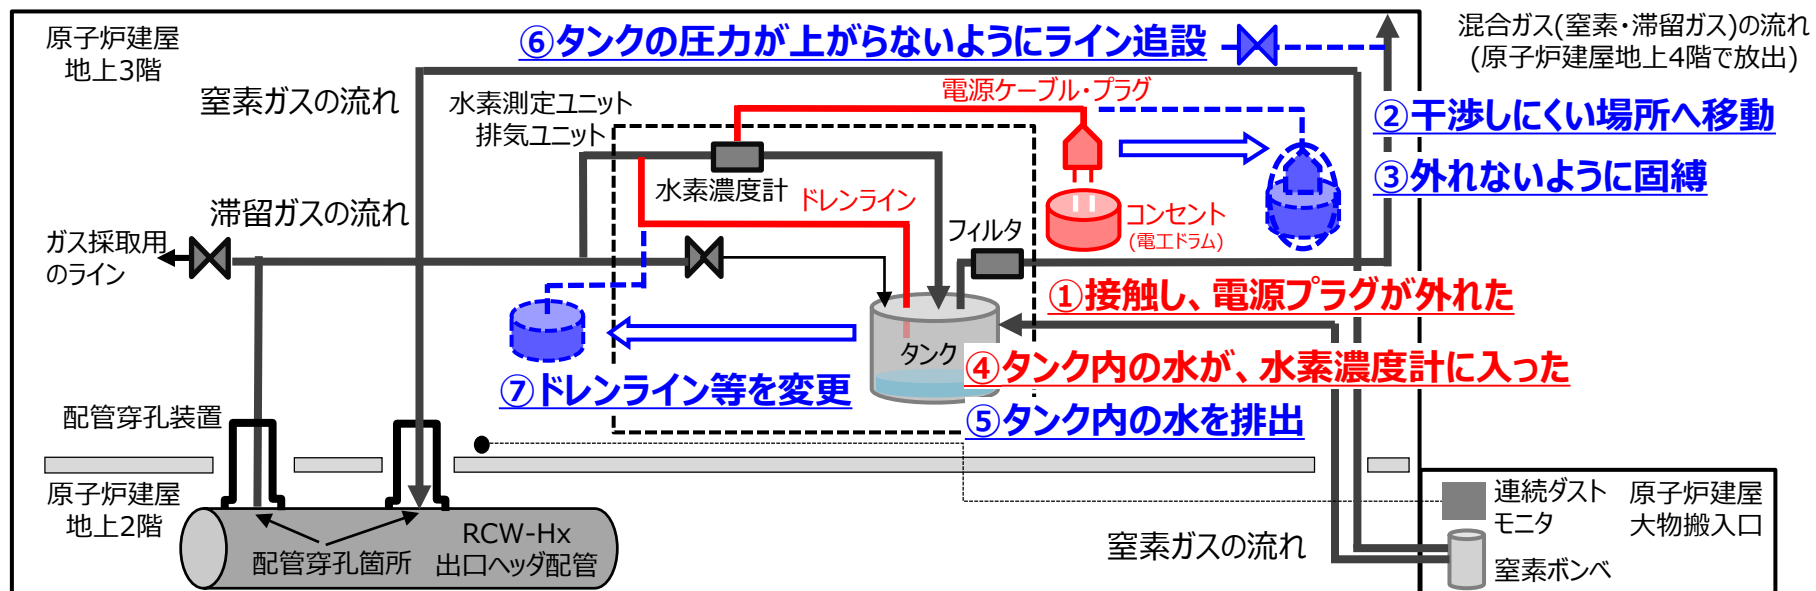 原子炉建屋
地上3階
⑥タンクの圧力が上がらないようにライン追設
混合ガス(窒素・滞留ガス)の流れ
(原子炉建屋地上4階で放出)
窒素ガスの流れ
水素測定ユニット
排気ユニット
電源ケーブル・プラグ
②干渉しにくい場所へ移動
③外れないように固縛
水素濃度計
ドレンライン
コンセント
(電工ドラム)
滞留ガスの流れ
フィルタ
ガス採取用
のライン
①接触し、電源プラグが外れた
タンク
④タンク内の水が、水素濃度計に入った
⑦ドレンライン等を変更
⑤タンク内の水を排出
配管穿孔装置
原子炉建屋
地上2階
RCW-Hx
出口ヘッダ配管
配管穿孔箇所
窒素ガスの流れ
連続ダスト
モニタ
原子炉建屋
大物搬入口
窒素ボンベ